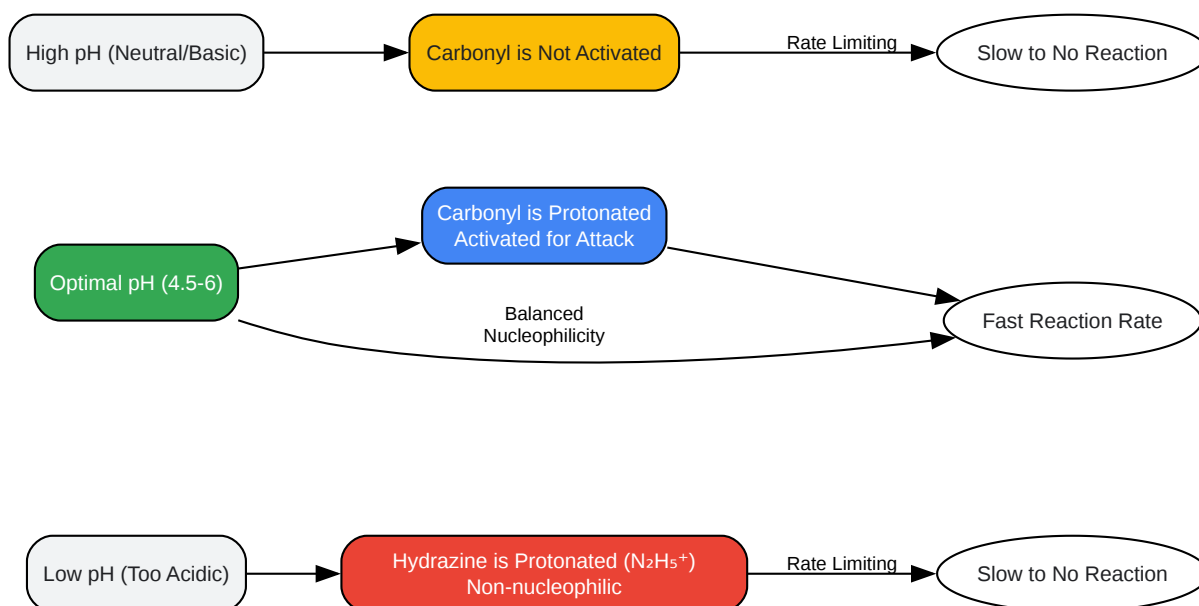 High pH (Neutral/Basic)
Carbonyl is Not Activated
Rate Limiting
Slow to No Reaction
Optimal pH (4.5-6)
Carbonyl is Protonated
Activated for Attack
Balanced
Nucleophilicity
Fast Reaction Rate
Low pH (Too Acidic)
Hydrazine is Protonated (N₂H₅⁺)
Non-nucleophilic
Rate Limiting
Slow to No Reaction